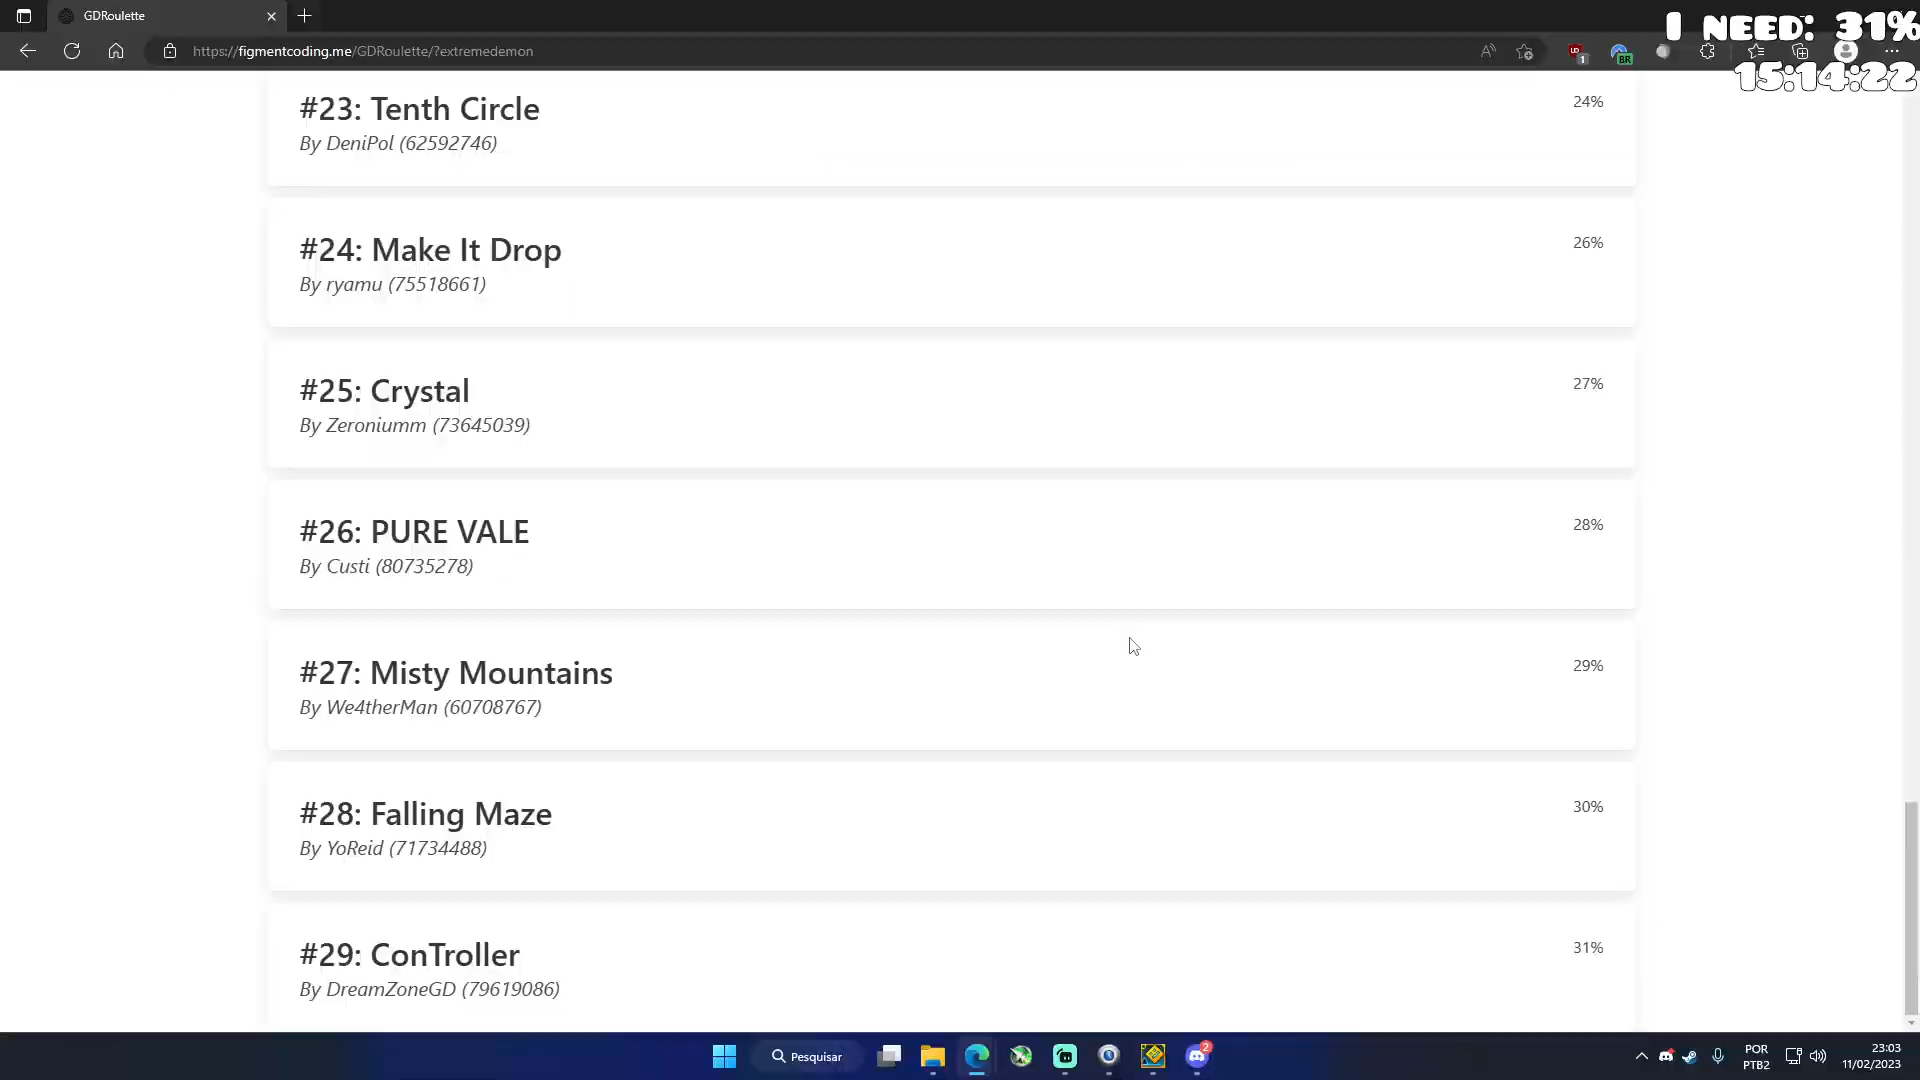 GDRoulette
https://figmentcoding.me/GDRoulette/?extremedemon
I NEED: 31%
15:14:22
#23: Tenth Circle
24%
By DeniPol (62592746)
#24: Make It Drop
26%
By ryamu (75518661)
#25: Crystal
27%
By Zeroniumm (73645039)
#26: PURE VALE
28%
By Custi (80735278)
#27: Misty Mountains
29%
By We4therMan (60708767)
#28: Falling Maze
30%
By YoReid (71734488)
#29: ConTroller
31%
By DreamZoneGD (79619086)
Pesquisar
2
POR
PTB2
23:03
11/02/2023